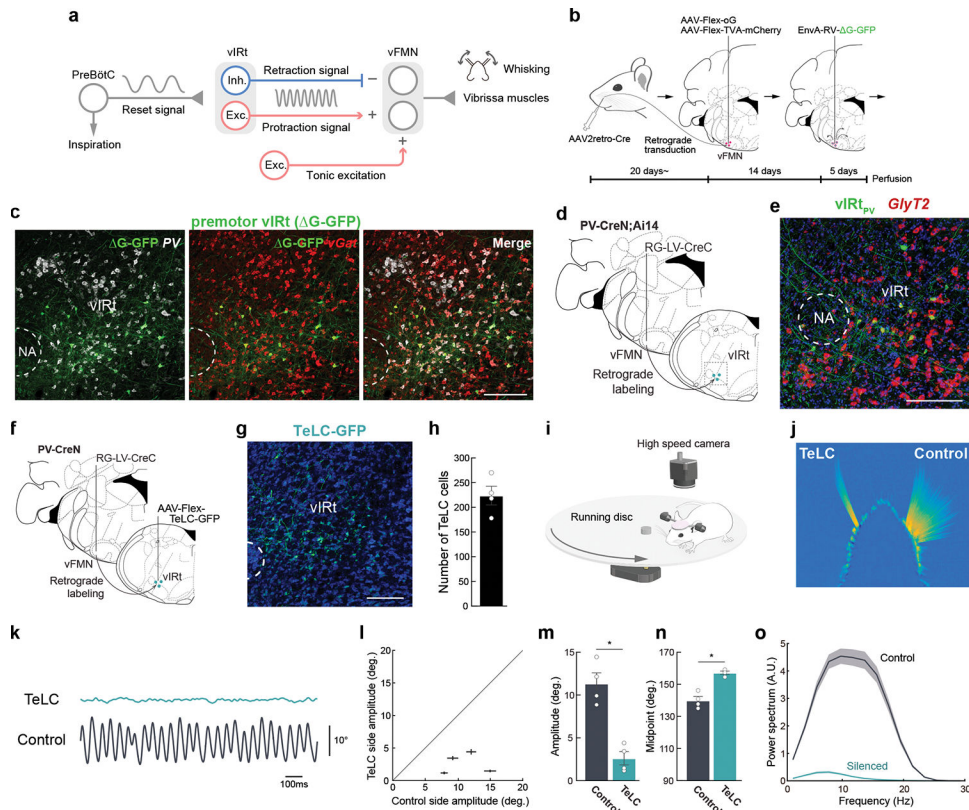 a
vIRt
vFMN
PreBötC
Inh.
Retraction signal
−
Whisking
Reset signal
Exc.
Protraction signal
+
Vibrissa muscles
Inspiration
+
Exc.
Tonic excitation
b
AAV-Flex-oG
AAV-Flex-TVA-mCherry
EnvA-RV-ΔG-GFP
AAV2retro-Cre
Retrograde
transduction
vFMN
20 days~
14 days
5 days
Perfusion
c
premotor vIRt (ΔG-GFP)
ΔG-GFP PV
ΔG-GFP vGat
Merge
vIRt
NA
d
PV-CreN;Ai14
RG-LV-CreC
vFMN
vIRt
Retrograde
labeling
e
vIRtPV GlyT2
vIRt
NA
f
PV-CreN
RG-LV-CreC
AAV-Flex-
TeLC-GFP
vFMN
Retrograde
labeling
vIRt
g
TeLC-GFP
vIRt
h
Number of TeLC cells
300
250
200
150
100
50
0
i
High speed camera
Running disc
j
TeLC
Control
k
TeLC
Control
10°
100ms
l
TeLC side amplitude (deg.)
20
15
10
5
0
0
5
10
15
20
Control side amplitude (deg.)
m
Amplitude (deg.)
15
10
5
0
*
Control
TeLC
n
Midpoint (deg.)
170
150
130
110
90
*
Control
TeLC
o
Power spectrum (A.U.)
5
4
3
2
1
0
Control
Silenced
0
10
20
30
Frequency (Hz)